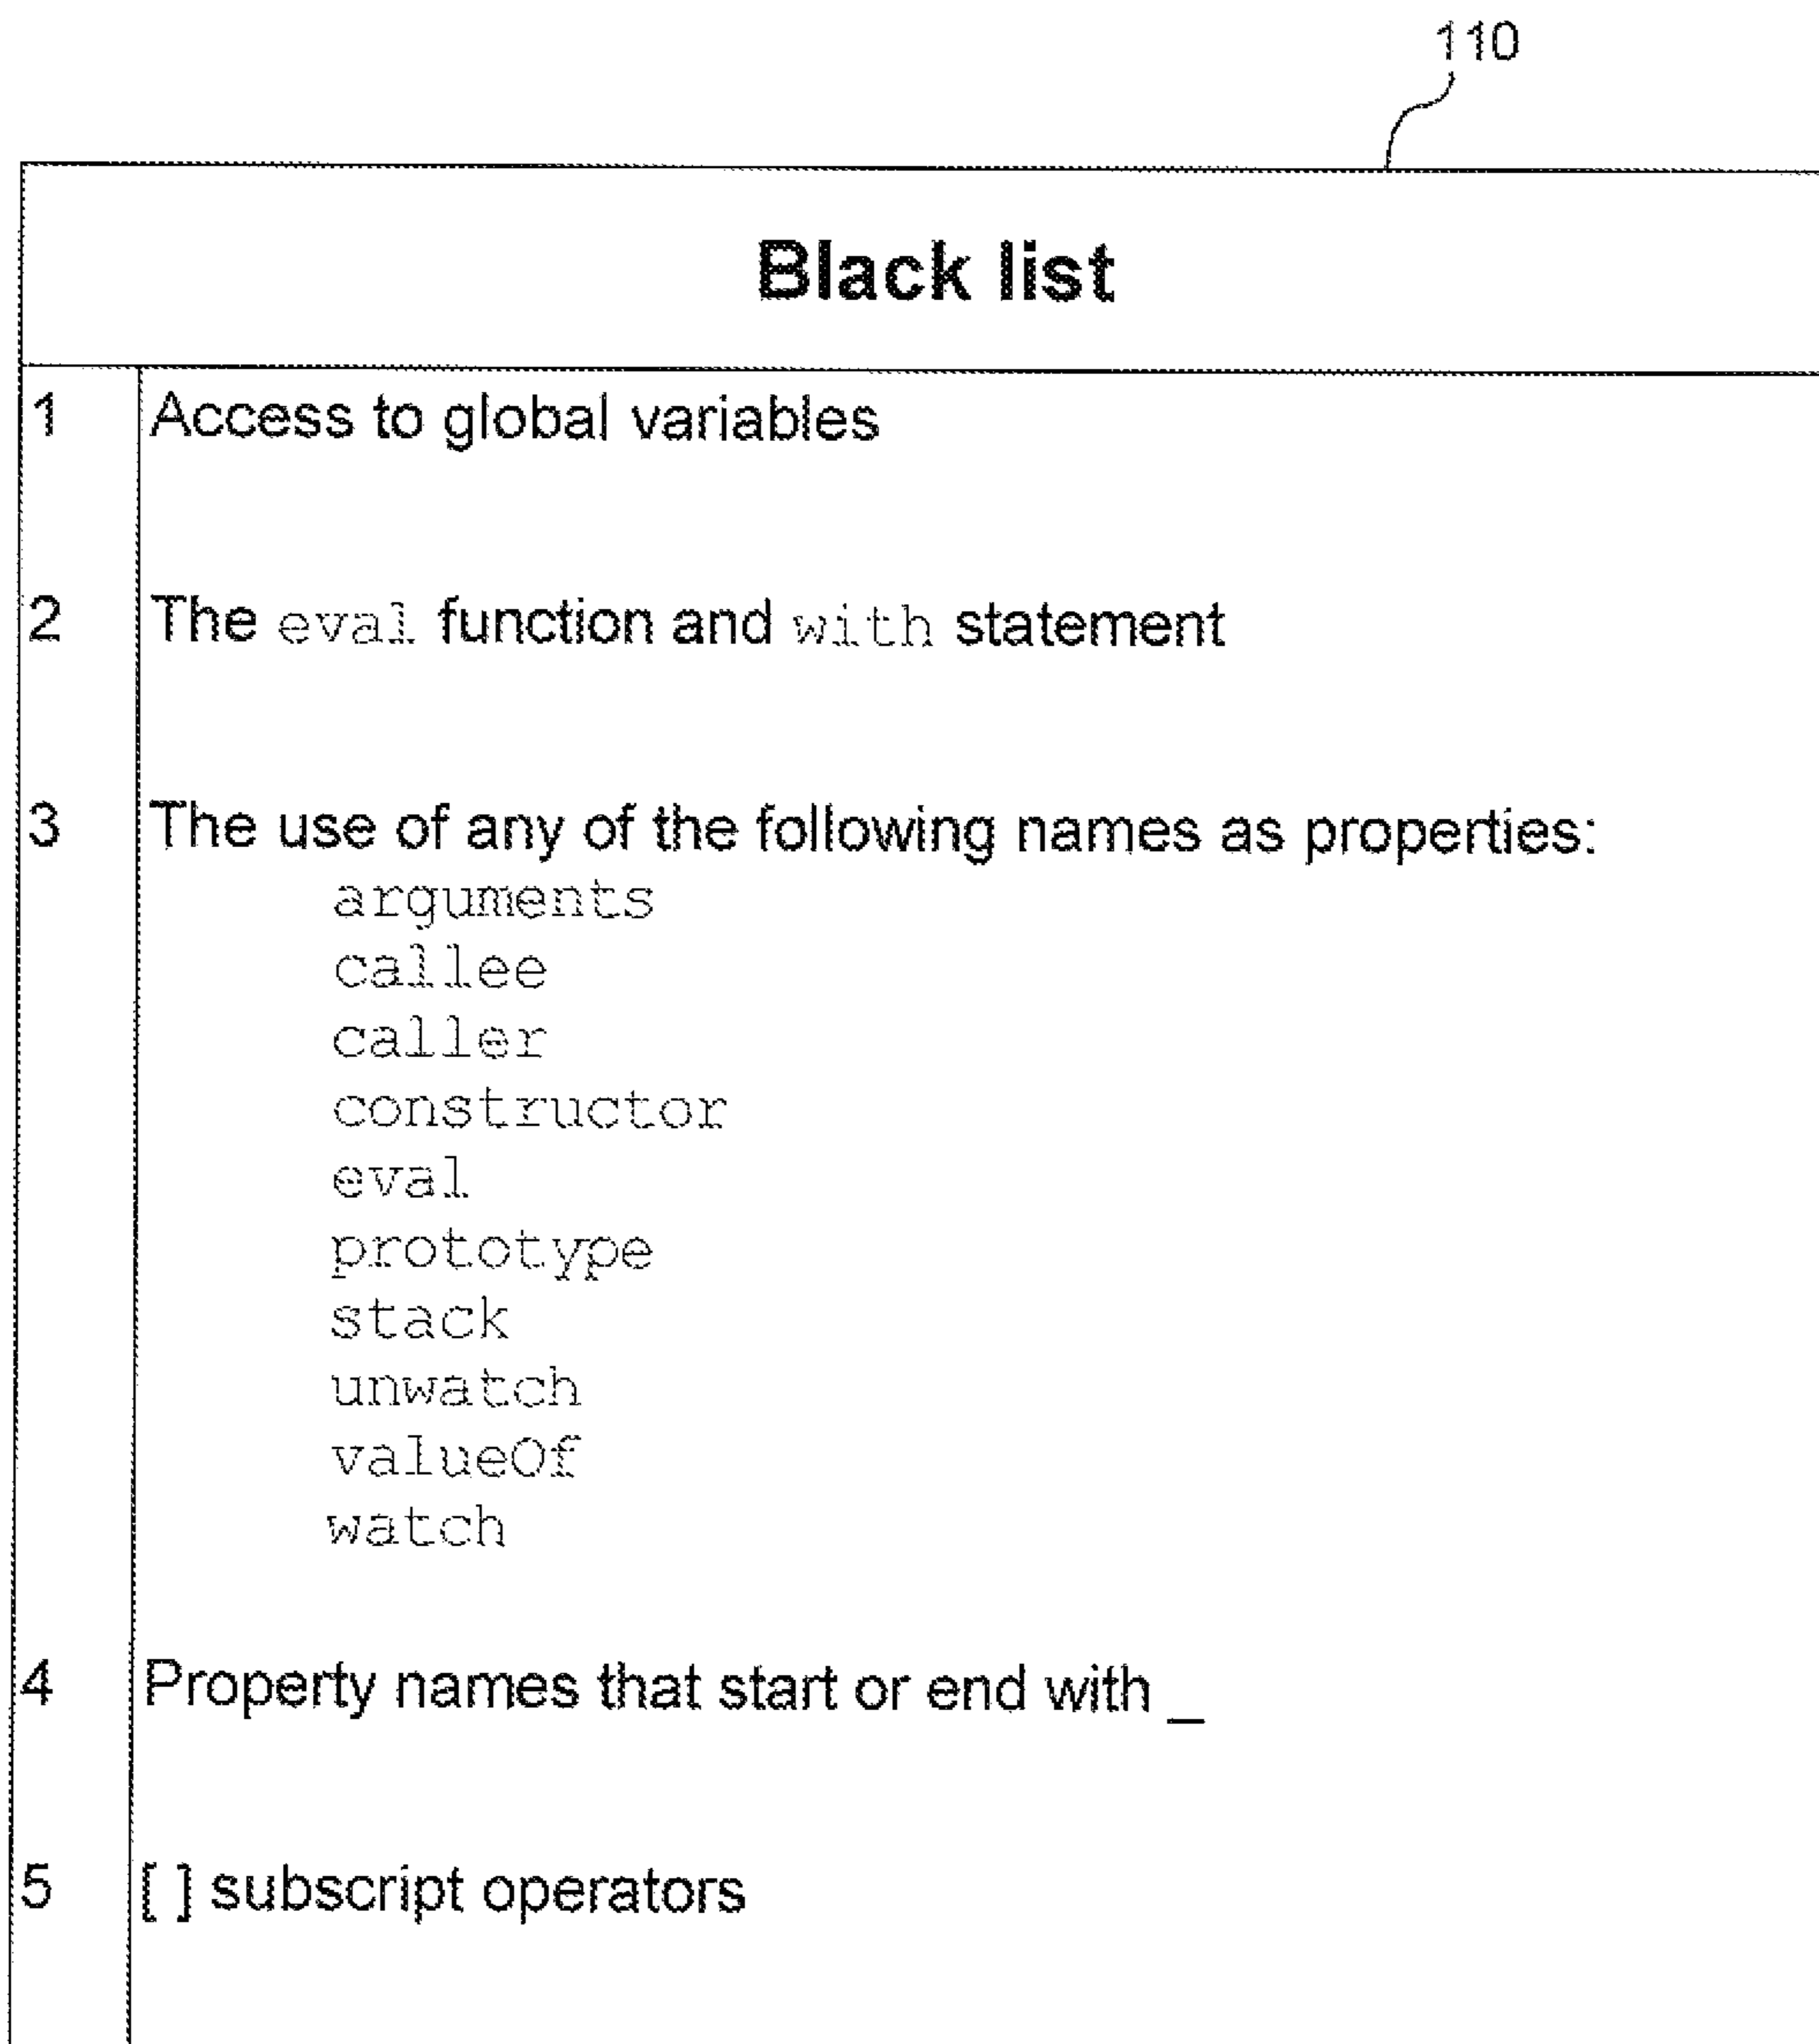 110
Black list
1 Access to global variables
2 The eval function and with statement
3 The use of any of the following names as properties:
arguments
callee
caller
constructor
eval
prototype
stack
unwatch
valueOf
watch
4 Property names that start or end with _
5 [ ] subscript operators